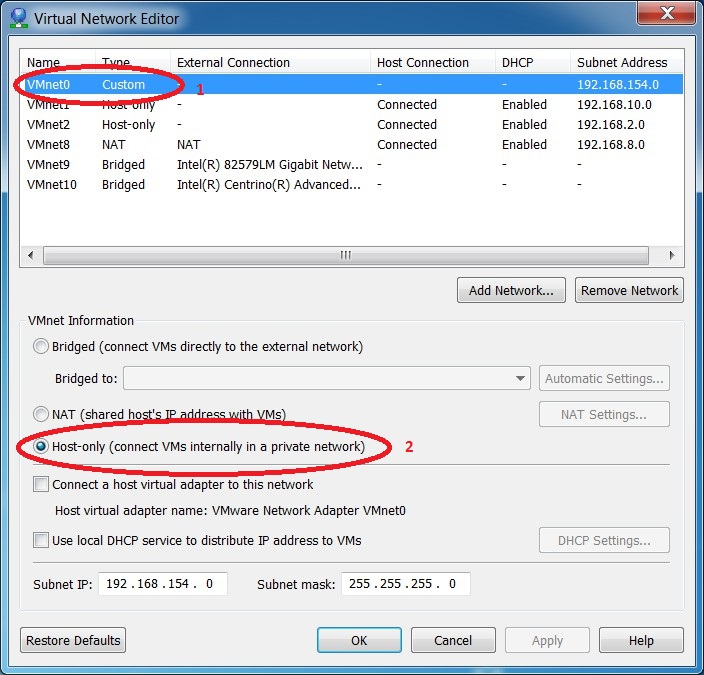 Virtual Network Editor
Name Type External Connection Host Connection DHCP Subnet Address
VMnet0 Custom - - - 192.168.154.0
1
VMnet1 Host-only - Connected Enabled 192.168.10.0
VMnet2 Host-only - Connected Enabled 192.168.2.0
VMnet8 NAT NAT Connected Enabled 192.168.8.0
VMnet9 Bridged Intel(R) 82579LM Gigabit Netw... - - -
VMnet10 Bridged Intel(R) Centrino(R) Advanced... - - -
Add Network... Remove Network
VMnet Information
Bridged (connect VMs directly to the external network)
Bridged to: Automatic Settings...
NAT (shared host's IP address with VMs) NAT Settings...
Host-only (connect VMs internally in a private network) 2
Connect a host virtual adapter to this network
Host virtual adapter name: VMware Network Adapter VMnet0
Use local DHCP service to distribute IP address to VMs DHCP Settings...
Subnet IP: 192.168.154. 0 Subnet mask: 255.255.255. 0
Restore Defaults OK Cancel Apply Help